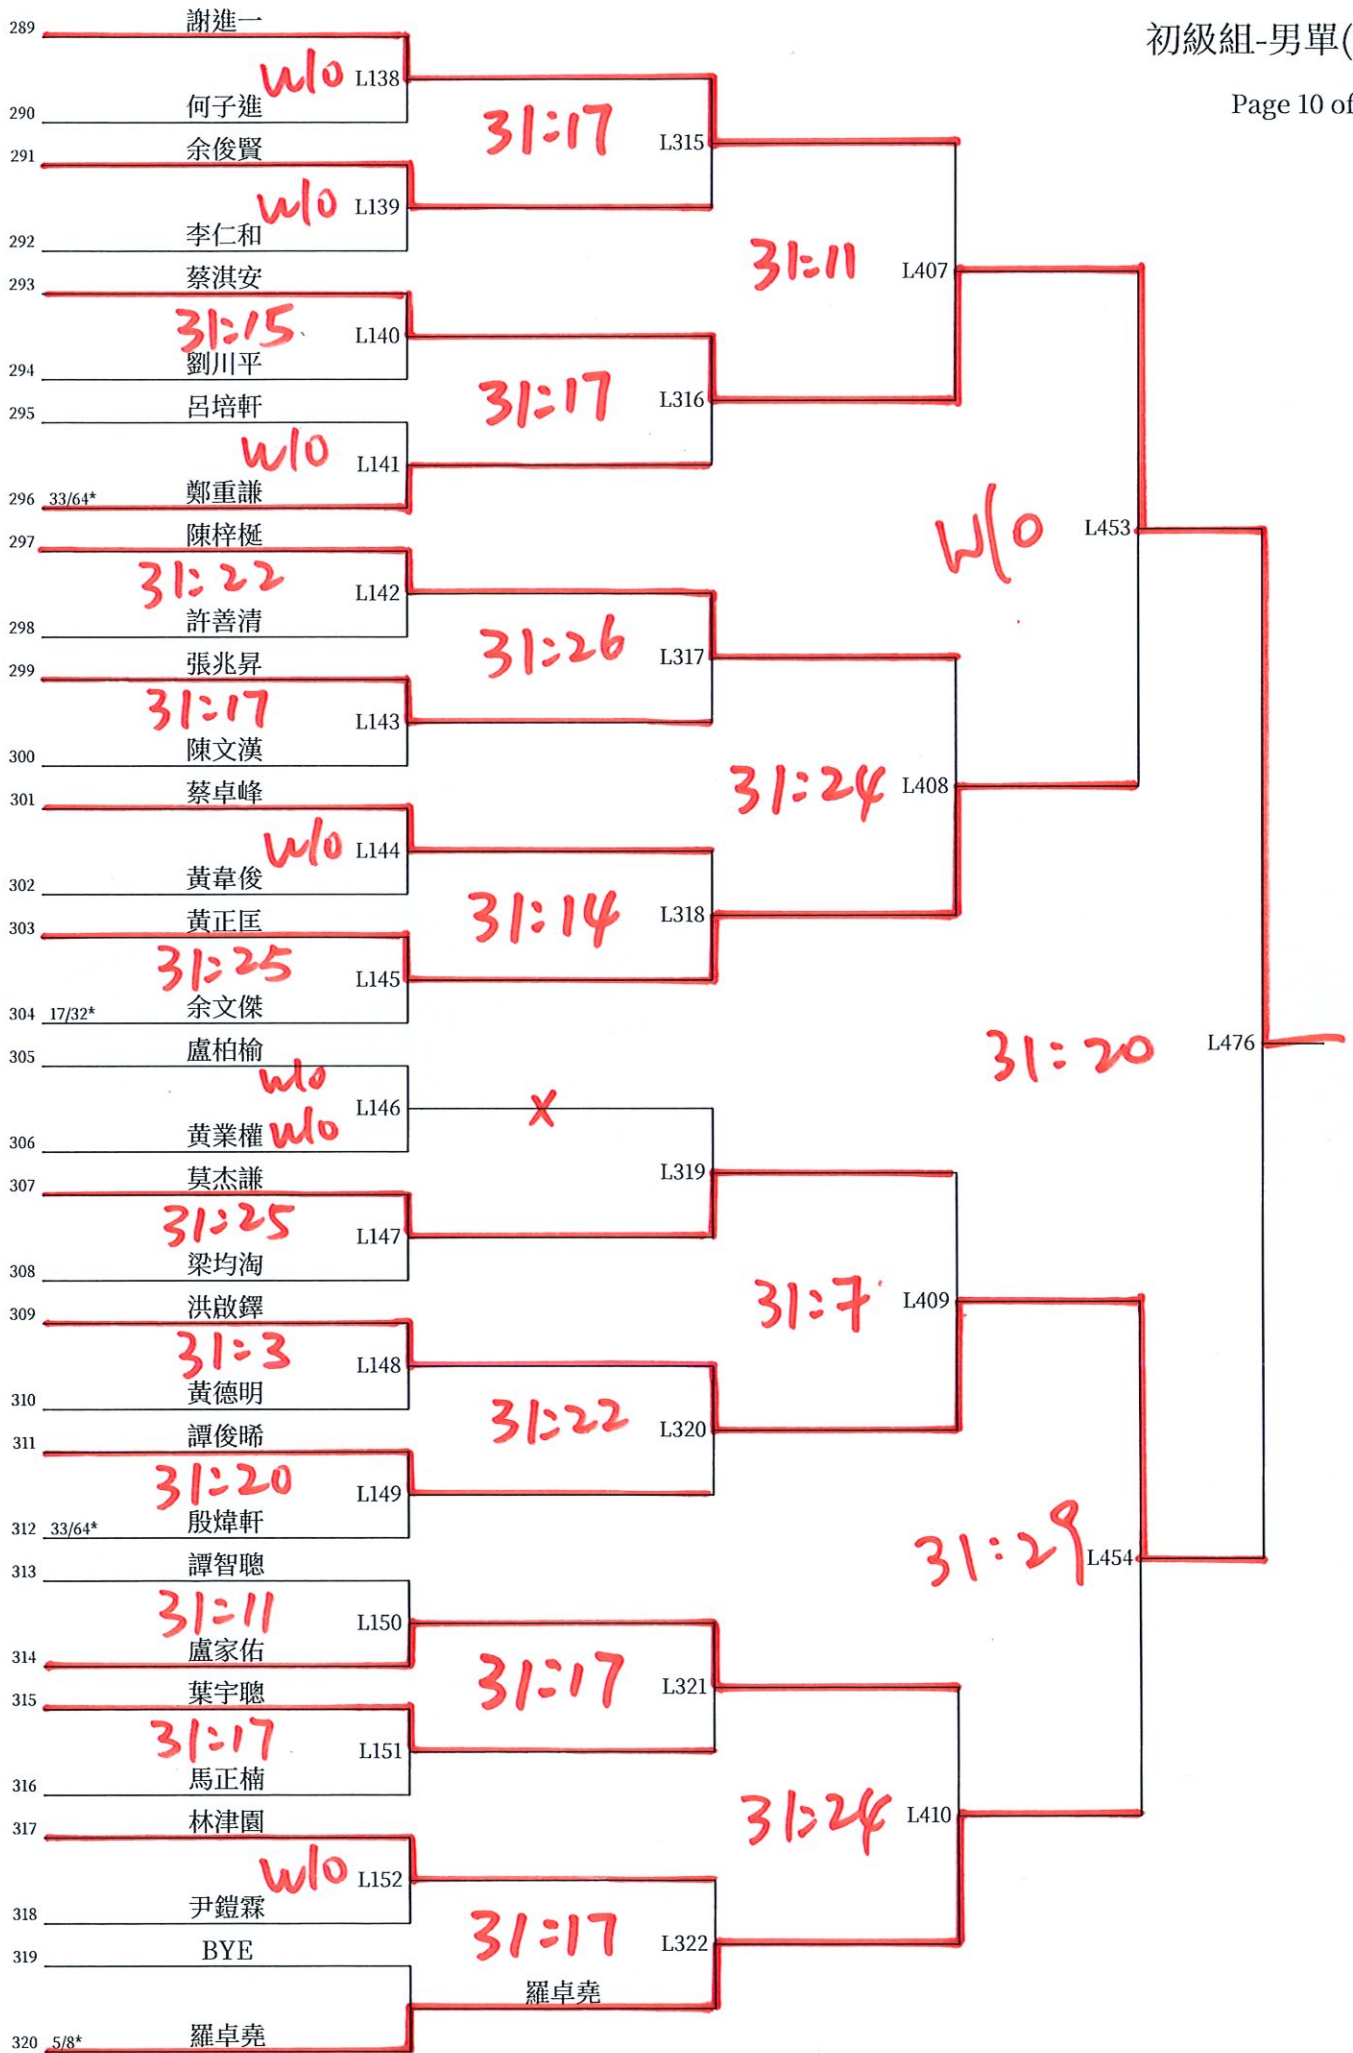 初級組-男單(
Page 10 of
289 謝進一
w/o L138
290 何子進
31:17 L315
291 余俊賢
w/o L139
292 李仁和
31:11 L407
293 蔡淇安
31:15 L140
294 劉川平
31:17 L316
295 呂培軒
w/o L141
296 33/64* 鄭重謙
w/o L453
297 陳梓榳
31:22 L142
298 許善清
31:26 L317
299 張兆昇
31:17 L143
300 陳文漢
31:24 L408
301 蔡卓峰
w/o L144
302 黃韋俊
31:14 L318
303 黃正匡
31:25 L145
304 17/32* 余文傑
31:20 L476
305 盧柏榆
w/o
L146 X
306 黃業權 w/o
L319
307 莫杰謙
31:25 L147
308 梁均淘
31:7 L409
309 洪啟鐸
31:3 L148
310 黃德明
31:22 L320
311 譚俊晞
31:20 L149
312 33/64* 殷煒軒
31:29 L454
313 譚智聰
31:11 L150
314 盧家佑
31:17 L321
315 葉宇聰
31:17 L151
316 馬正楠
31:24 L410
317 林津園
w/o L152
318 尹鎧霖
31:17 L322
319 BYE
羅卓堯
320 5/8* 羅卓堯